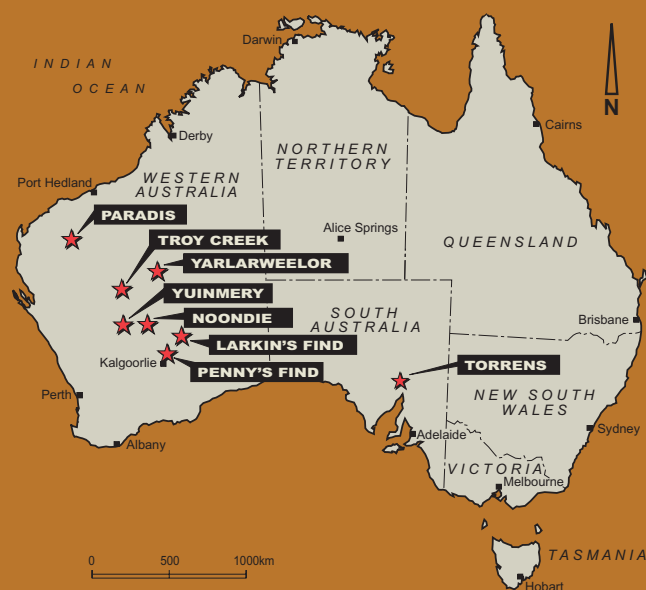 Darwin
N
INDIAN
OCEAN
Cairns
Derby
NORTHERN
TERRITORY
WESTERN
AUSTRALIA
Port Hedland
PARADIS
Alice Springs
QUEENSLAND
TROY CREEK
YARLARWEELOR
YUINMERY
NOONDIE
SOUTH
AUSTRALIA
Brisbane
LARKIN'S FIND
Kalgoorlie
PENNY'S FIND
TORRENS
Perth
NEW SOUTH
WALES
Sydney
Albany
Adelaide
VICTORIA
Melbourne
TASMANIA
0 500 1000km
Hobart